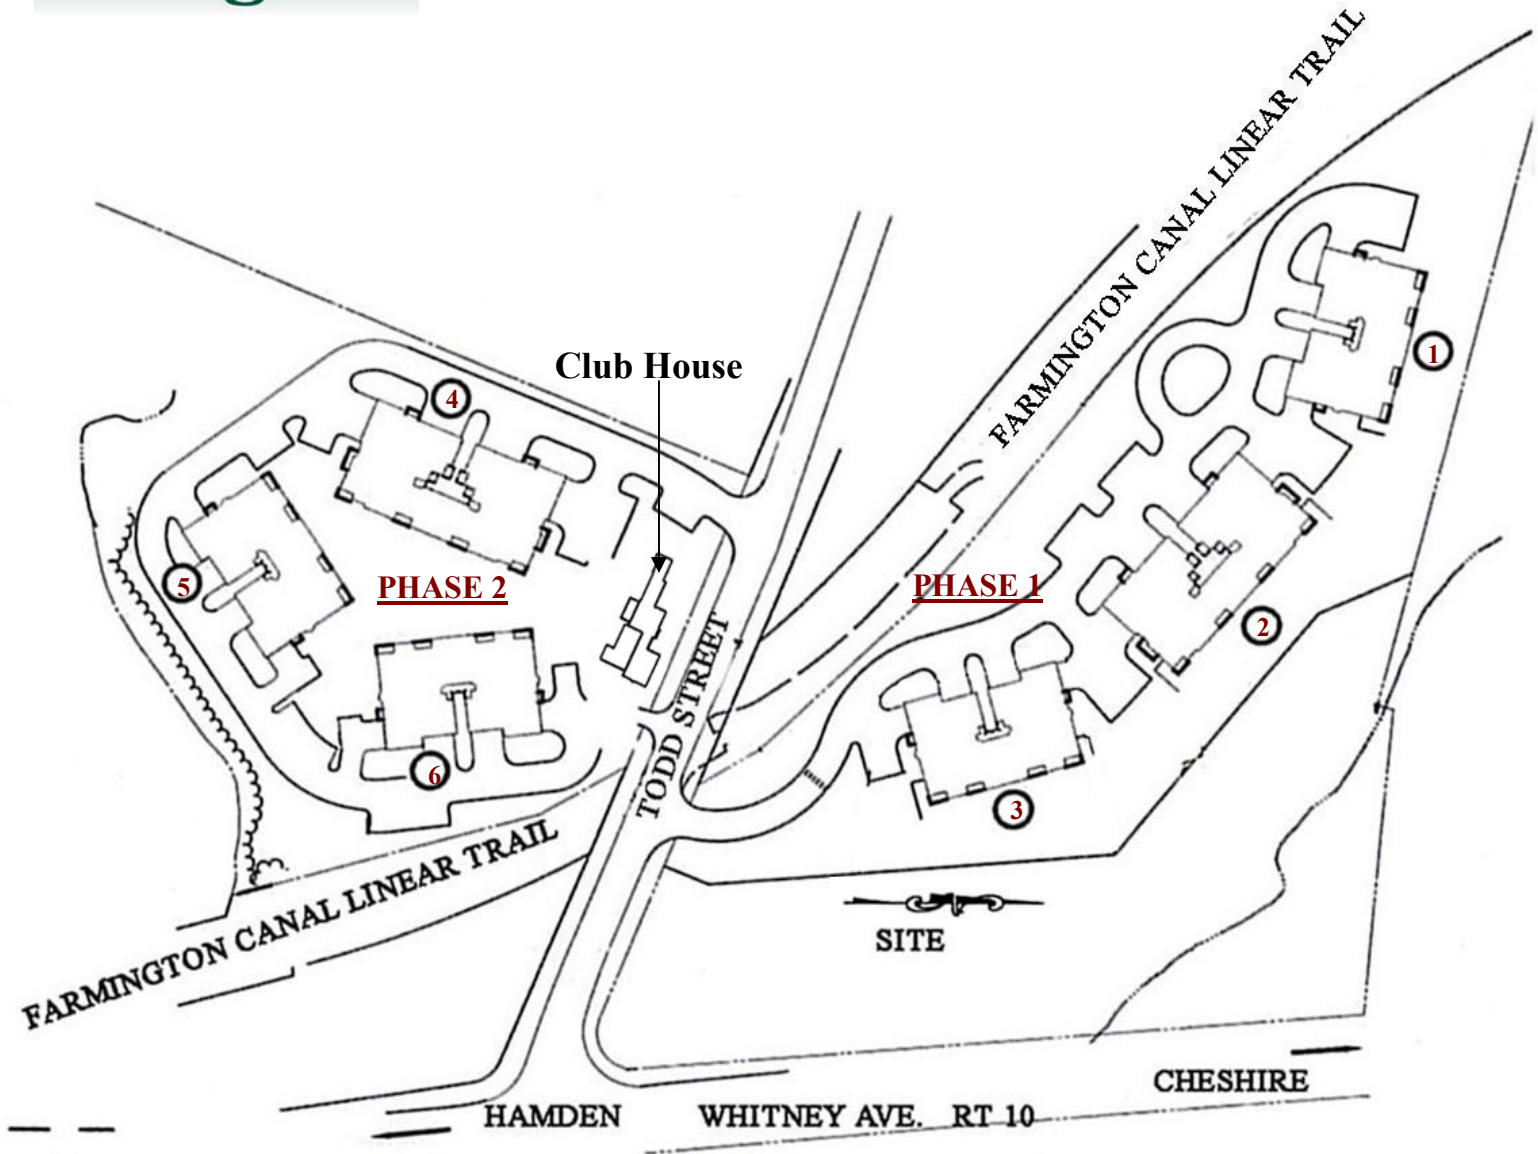 FARMINGTON CANAL LINEAR TRAIL
1
Club House
4
5
PHASE 2
PHASE 1
2
TODD STREET
6
3
FARMINGTON CANAL LINEAR TRAIL
SITE
CHESHIRE
HAMDEN
WHITNEY AVE. RT 10